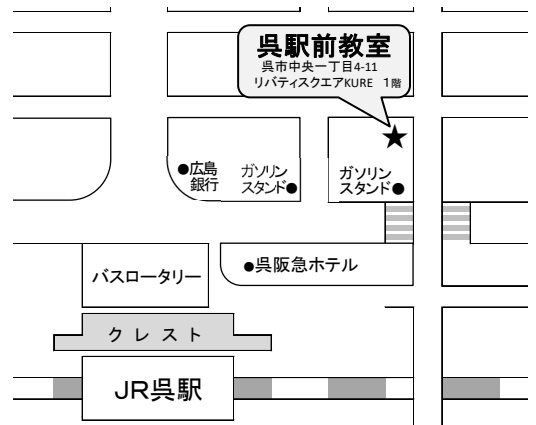 呉駅前教室
呉市中央一丁目4-11
リバティスクエアKURE 1階
★
●広島
銀行
ガソリン
スタンド●
ガソリン
スタンド●
●呉阪急ホテル
バスロータリー
クレスト
JR呉駅